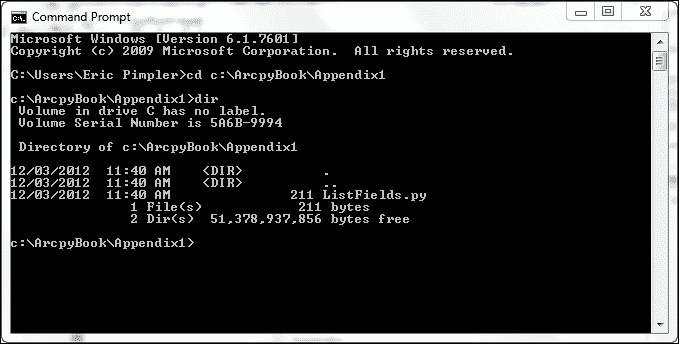 Command Prompt
Microsoft Windows [Version 6.1.7601]
Copyright (c) 2009 Microsoft Corporation.  All rights reserved.
C:\Users\Eric Pimpler>cd c:\ArcpyBook\Appendix1
c:\ArcpyBook\Appendix1>dir
 Volume in drive C has no label.
 Volume Serial Number is 5A6B-9994
 Directory of c:\ArcpyBook\Appendix1
12/03/2012  11:40 AM    <DIR>          .
12/03/2012  11:40 AM    <DIR>          ..
12/03/2012  11:40 AM               211 ListFields.py
               1 File(s)            211 bytes
               2 Dir(s)  51,378,937,856 bytes free
c:\ArcpyBook\Appendix1>